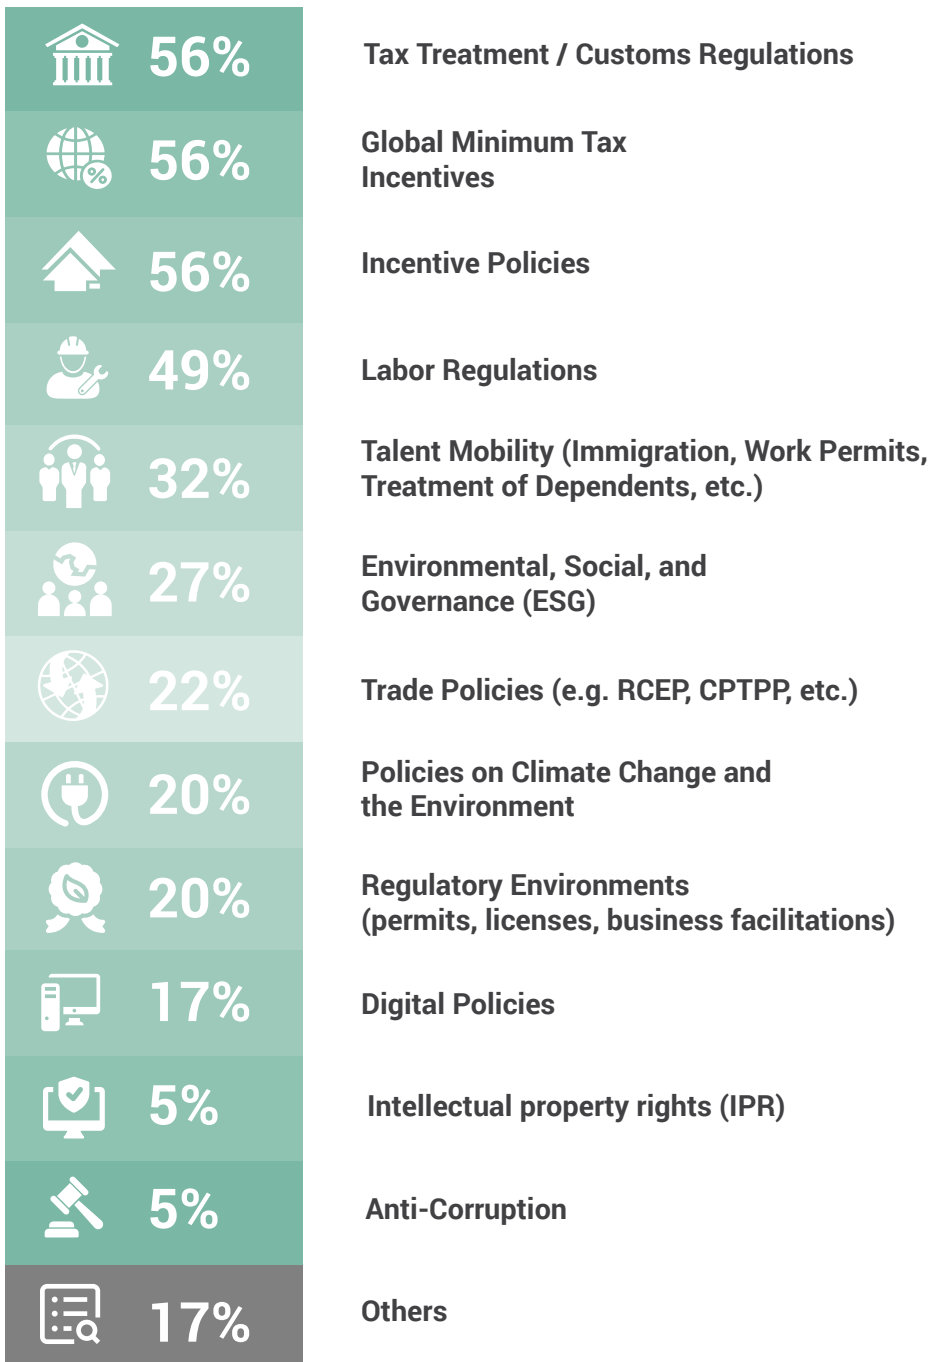 56%
Tax Treatment / Customs Regulations
56%
Global Minimum Tax
Incentives
56%
Incentive Policies
49%
Labor Regulations
32%
Talent Mobility (Immigration, Work Permits,
Treatment of Dependents, etc.)
27%
Environmental, Social, and
Governance (ESG)
22%
Trade Policies (e.g. RCEP, CPTPP, etc.)
20%
Policies on Climate Change and
the Environment
20%
Regulatory Environments
(permits, licenses, business facilitations)
17%
Digital Policies
5%
Intellectual property rights (IPR)
5%
Anti-Corruption
17%
Others